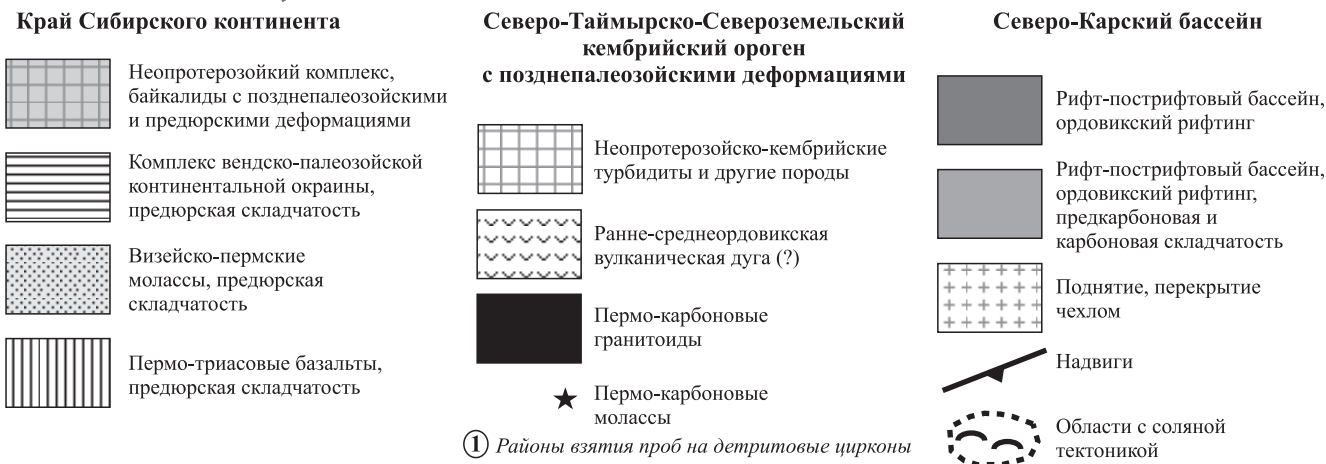 Край Сибирского континента
Неопротерозойкий комплекс,
байкалиды с позднепалеозойскими
и предюрскими деформациями
Комплекс вендско-палеозойской
континентальной окраины,
предюрская складчатость
Визейско-пермские
молассы, предюрская
складчатость
Пермо-триасовые базальты,
предюрская складчатость
Северо-Таймырско-Североземельский
кембрийский ороген
с позднепалеозойскими деформациями
Неопротерозойско-кембрийские
турбидиты и другие породы
Ранне-среднеордовикская
вулканическая дуга (?)
Пермо-карбоновые
гранитоиды
Пермо-карбоновые
молассы
1 Районы взятия проб на детритовые цирконы
Северо-Карский бассейн
Рифт-пострифтовый бассейн,
ордовикский рифтинг
Рифт-пострифтовый бассейн,
ордовикский рифтинг,
предкарбоновая и
карбоновая складчатость
Поднятие, перекрытие
чехлом
Надвиги
Области с соляной
тектоникой